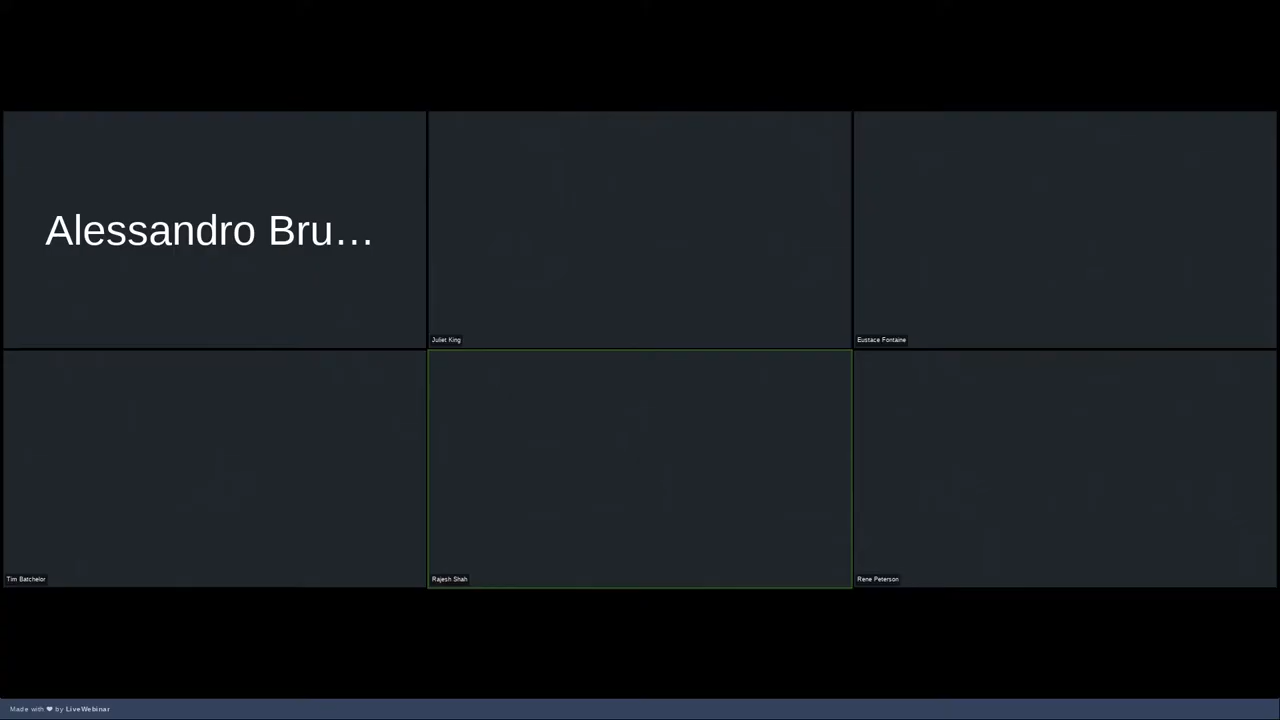 Alessandro Bru…
Juliet King
Eustace Fontaine
Tim Batchelor
Rajesh Shah
Rene Peterson
Made with ❤ by LiveWebinar